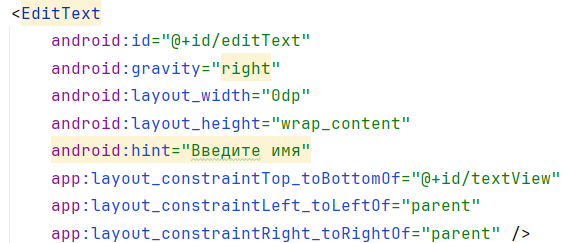 <EditText
android:id="@+id/editText"
android:gravity="right"
android:layout_width="0dp"
android:layout_height="wrap_content"
android:hint="Введите имя"
app:layout_constraintTop_toBottomOf="@+id/textView"
app:layout_constraintLeft_toLeftOf="parent"
app:layout_constraintRight_toRightOf="parent" />